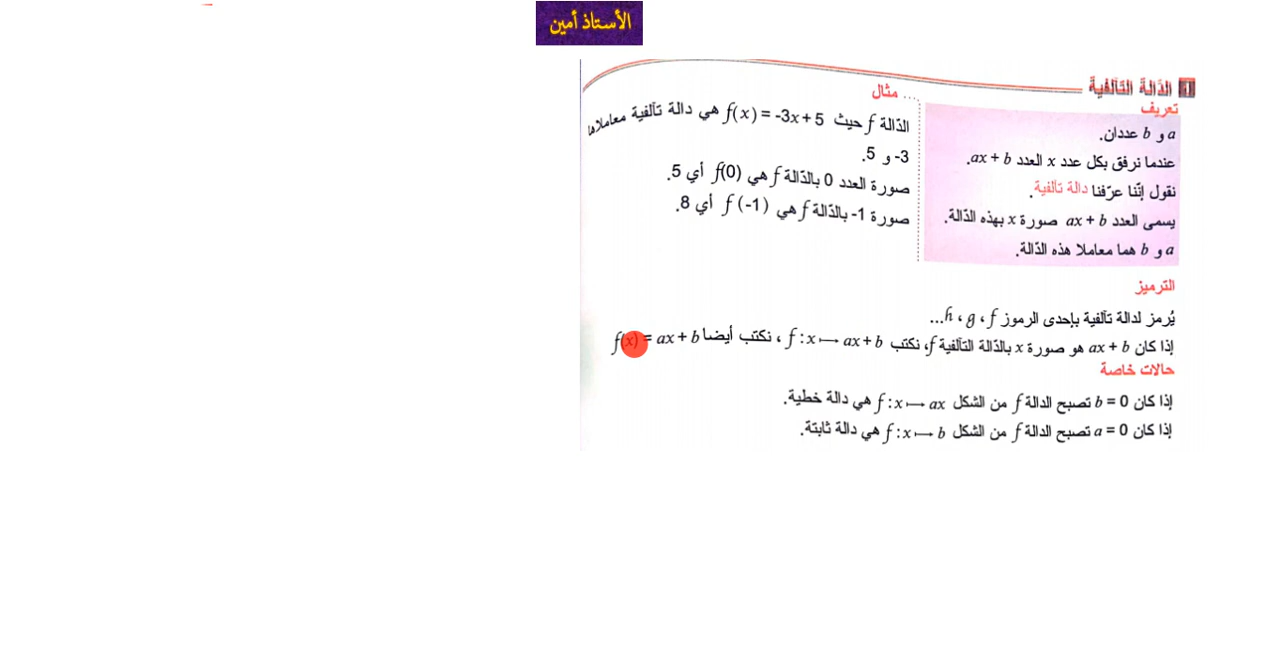 الأستاذ أمين
1 الدّالة التآلفية
تعريف
a و b عددان.
عندما نرفق بكل عدد x العدد ax + b.
نقول إنّنا عرّفنا دالة تآلفية.
يسمى العدد ax + b صورة x بهذه الدّالة.
a و b هما معاملا هذه الدّالة.
... مثال
الدّالة f حيث f(x) = -3x + 5 هي دالة تآلفية معاملاها
-3 و 5.
صورة العدد 0 بالدّالة f هي f(0) أي 5.
صورة -1 بالدّالة f هي f(-1) أي 8.
الترميز
يُرمز لدالة تآلفية بإحدى الرموز f ، g ، h...
إذا كان ax + b هو صورة x بالدّالة التآلفية f، نكتب f : x ⟼ ax + b ، نكتب أيضا f(x) = ax + b
حالات خاصة
إذا كان b = 0 تصبح الدالة f من الشكل f : x ⟼ ax هي دالة خطية.
إذا كان a = 0 تصبح الدالة f من الشكل f : x ⟼ b هي دالة ثابتة.